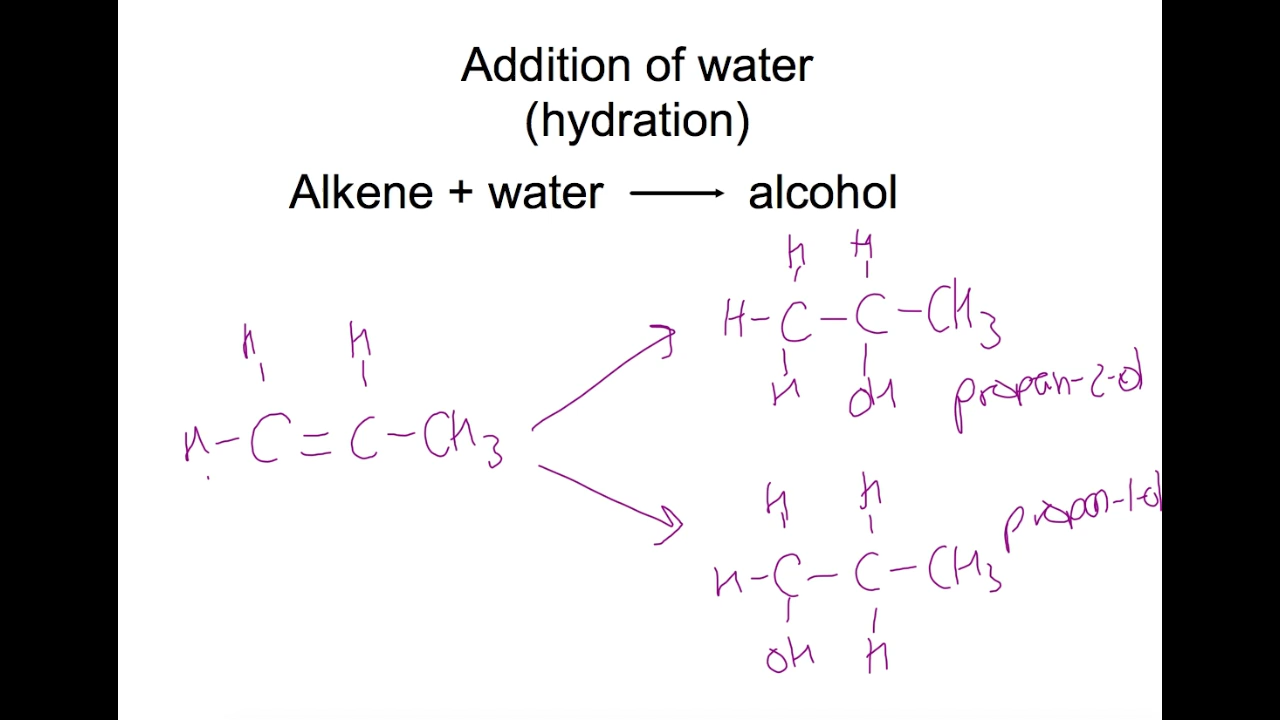 Addition of water
(hydration)
Alkene + water ⟶ alcohol
H H
H-C-C-CH3
H OH
propan-2-ol
H H
H-C=C-CH3
H H
propan-1-ol
H-C-C-CH3
OH H